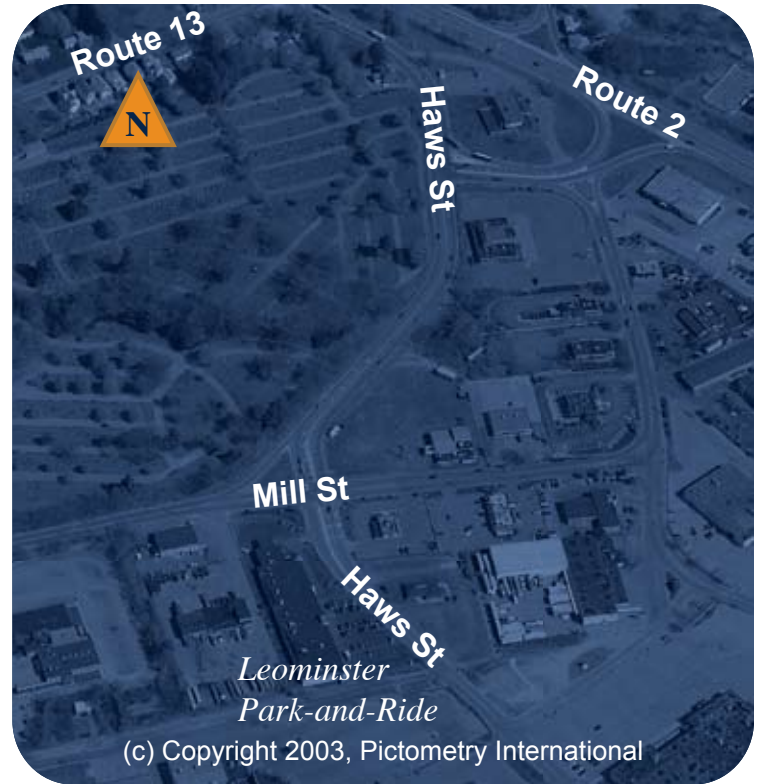 Route 13
N
Route 2
Haws St
Mill St
Haws St
Leominster
Park-and-Ride
(c) Copyright 2003, Pictometry International